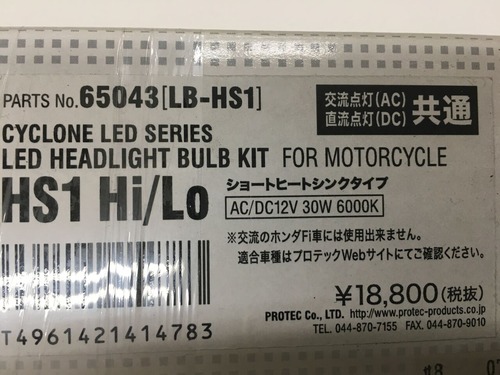 PARTS No.65043[LB-HS1]
交流点灯(AC)
直流点灯(DC)
共通
CYCLONE LED SERIES
LED HEADLIGHT BULB KIT FOR MOTORCYCLE
HS1 Hi/Lo
ショートヒートシンクタイプ
AC/DC12V 30W 6000K
※交流のホンダFi車には使用出来ません。
適合車種はプロテックWebサイトにてご確認ください。
¥18,800(税抜)
T4961421414783
PROTEC Co., LTD. http://www.protec-products.co.jp
TEL. 044-870-7155 FAX. 044-870-9010